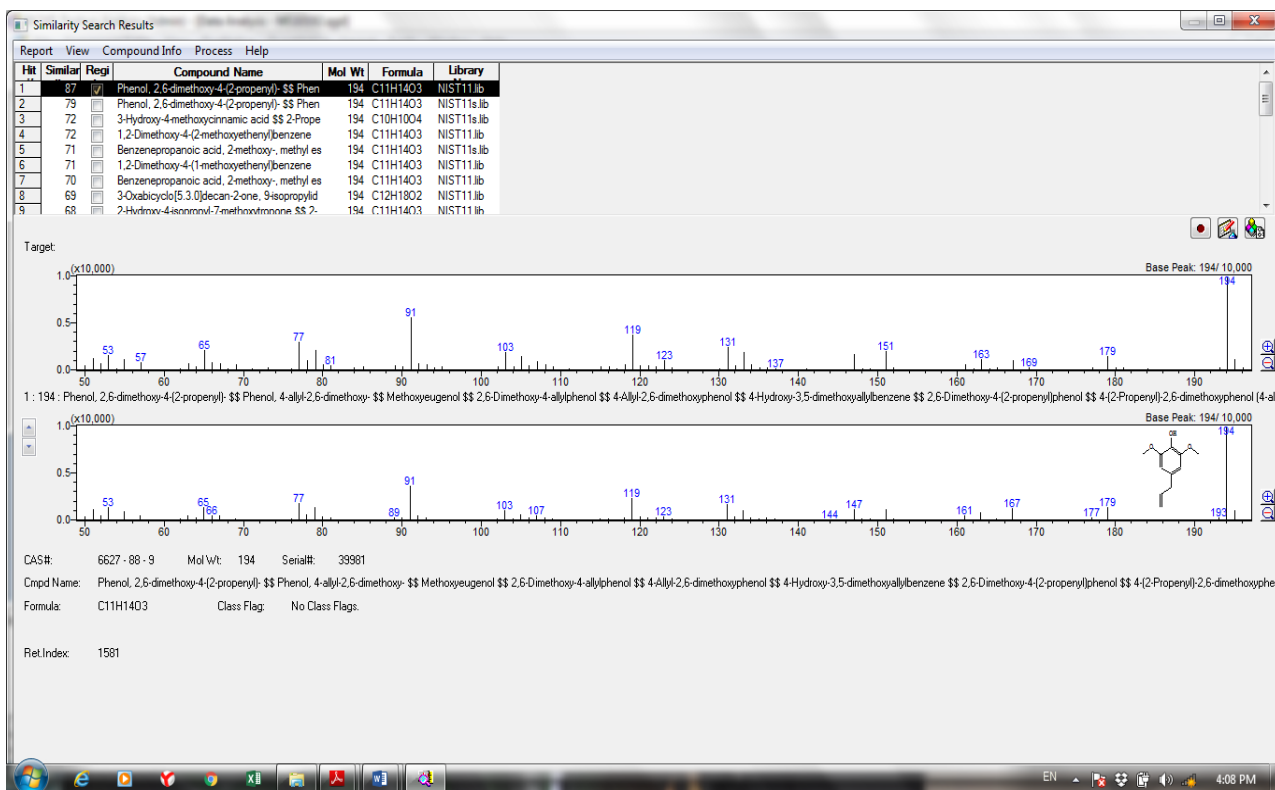 Similarity Search Results
Report View Compound Info Process Help
Hit Similar Regi Compound Name Mol Wt Formula Library
1 87 Phenol, 2,6-dimethoxy-4-(2-propenyl)- $$ Phen 194 C11H14O3 NIST11.lib
2 79 Phenol, 2,6-dimethoxy-4-(2-propenyl)- $$ Phen 194 C11H14O3 NIST11s.lib
3 72 3-Hydroxy-4-methoxycinnamic acid $$ 2-Prope 194 C10H10O4 NIST11s.lib
4 72 1,2-Dimethoxy-4-(2-methoxyethenyl)benzene 194 C11H14O3 NIST11.lib
5 71 Benzenepropanoic acid, 2-methoxy-, methyl es 194 C11H14O3 NIST11s.lib
6 71 1,2-Dimethoxy-4-(1-methoxyethenyl)benzene 194 C11H14O3 NIST11.lib
7 70 Benzenepropanoic acid, 2-methoxy-, methyl es 194 C11H14O3 NIST11.lib
8 69 3-Oxabicyclo[5.3.0]decan-2-one, 9-isopropylid 194 C12H18O2 NIST11.lib
9 68 2-Hydroxy-4-isopropyl-7-methoxytropone $$ 2- 194 C11H14O3 NIST11.lib
Target:
(x10,000) Base Peak: 194/ 10,000
1.0 194
0.5 91
53 57 65 77 81 103 119 123 131 137 151 163 169 179
0.0
50 60 70 80 90 100 110 120 130 140 150 160 170 180 190
1 : 194 : Phenol, 2,6-dimethoxy-4-(2-propenyl)- $$ Phenol, 4-allyl-2,6-dimethoxy- $$ Methoxyeugenol $$ 2,6-Dimethoxy-4-allylphenol $$ 4-Allyl-2,6-dimethoxyphenol $$ 4-Hydroxy-3,5-dimethoxyallylbenzene $$ 2,6-Dimethoxy-4-(2-propenyl)phenol $$ 4-(2-Propenyl)-2,6-dimethoxyphenol (4-al
(x10,000) Base Peak: 194/ 10,000
1.0 194
OH
0.5 91
53 65 66 77 89 103 107 119 123 131 144 147 161 167 177 179 193
0.0
50 60 70 80 90 100 110 120 130 140 150 160 170 180 190
CAS#: 6627 - 88 - 9 Mol Wt: 194 Serial#: 39981
Cmpd Name: Phenol, 2,6-dimethoxy-4-(2-propenyl)- $$ Phenol, 4-allyl-2,6-dimethoxy- $$ Methoxyeugenol $$ 2,6-Dimethoxy-4-allylphenol $$ 4-Allyl-2,6-dimethoxyphenol $$ 4-Hydroxy-3,5-dimethoxyallylbenzene $$ 2,6-Dimethoxy-4-(2-propenyl)phenol $$ 4-(2-Propenyl)-2,6-dimethoxyphe
Formula: C11H14O3 Class Flag: No Class Flags.
Ret.Index: 1581
EN 4:08 PM